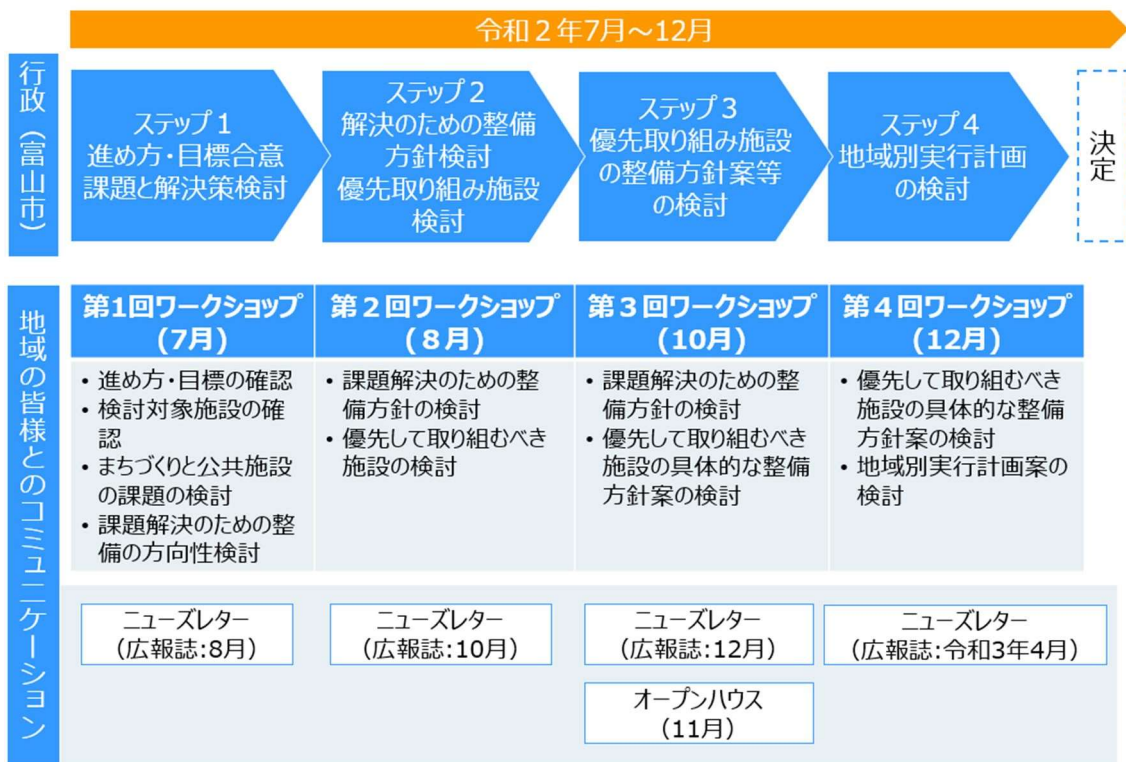 令和２年7月～12月
行政（富山市）
ステップ１
進め方・目標合意
課題と解決策検討
ステップ２
解決のための整備
方針検討
優先取り組み施設
検討
ステップ３
優先取り組み施設
の整備方針案等
の検討
ステップ４
地域別実行計画
の検討
決定
地域の皆様とのコミュニケーション
第1回ワークショップ
(7月)
・進め方・目標の確認
・検討対象施設の確
認
・まちづくりと公共施設
の課題の検討
・課題解決のための整
備の方向性検討
第２回ワークショップ
(８月)
・課題解決のための整
備方針の検討
・優先して取り組むべき
施設の検討
第３回ワークショップ
(10月)
・課題解決のための整
備方針の検討
・優先して取り組むべき
施設の具体的な整備
方針案の検討
第４回ワークショップ
(12月)
・優先して取り組むべき
施設の具体的な整備
方針案の検討
・地域別実行計画案の
検討
ニューズレター
(広報誌:8月)
ニューズレター
(広報誌:10月)
ニューズレター
(広報誌:12月)
ニューズレター
(広報誌:令和3年4月)
オープンハウス
(11月)